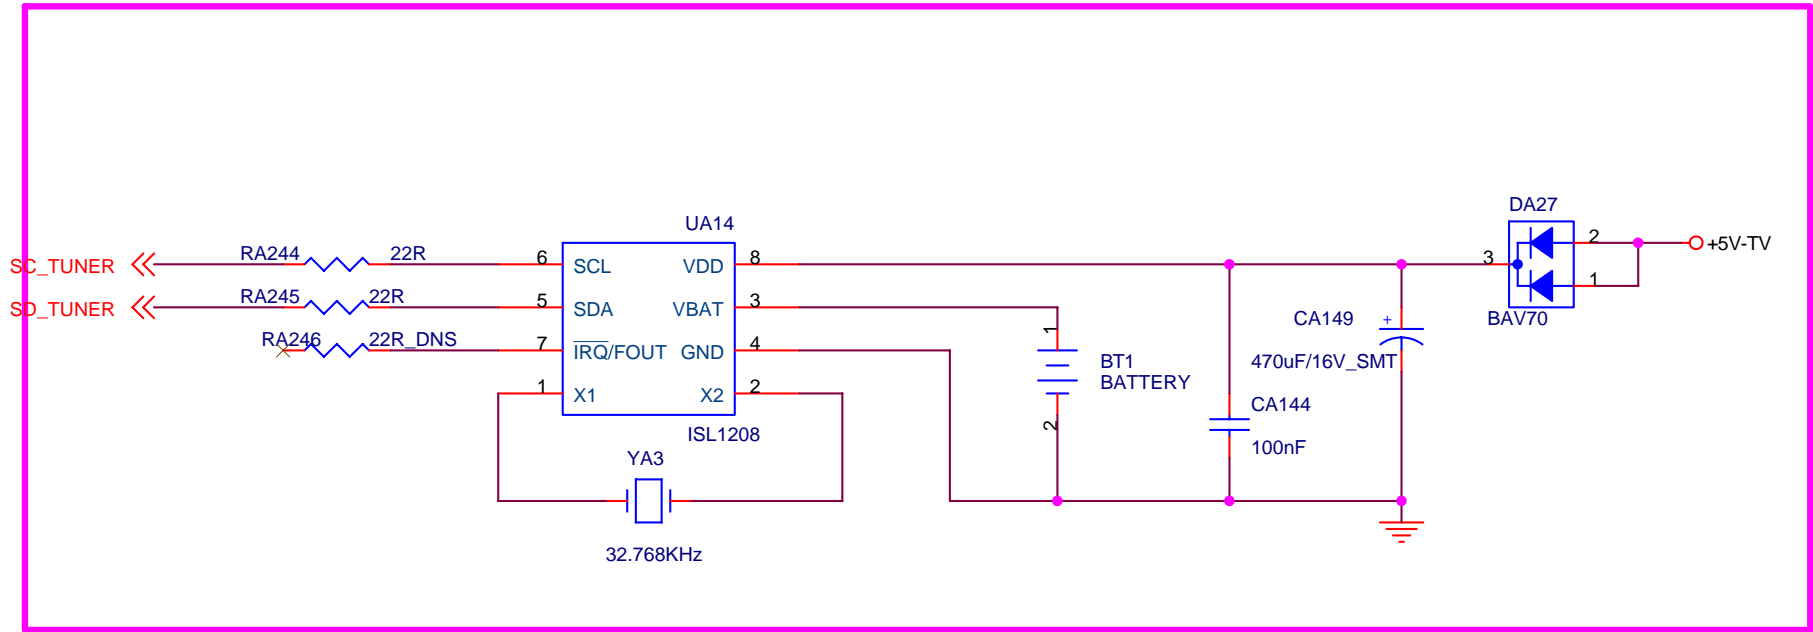 DA27
UA14
2
+5V-TV
SC_TUNER
RA244
22R
6
SCL
VDD
8
3
1
SD_TUNER
RA245
22R
5
SDA
VBAT
3
BAV70
CA149
+
RA246
22R_DNS
7
IRQ/FOUT
GND
4
1
BT1
BATTERY
470uF/16V_SMT
1
X1
X2
2
2
CA144
100nF
ISL1208
YA3
32.768KHz